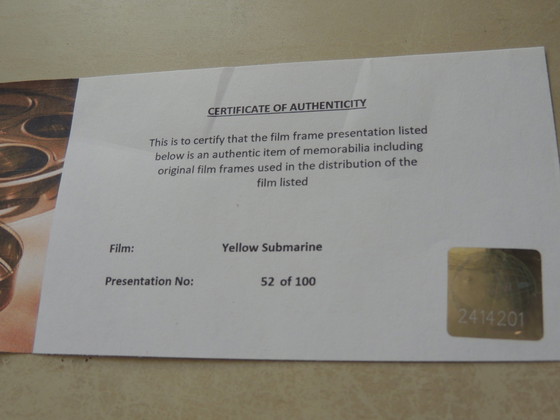 CERTIFICATE OF AUTHENTICITY
This is to certify that the film frame presentation listed
below is an authentic item of memorabilia including
original film frames used in the distribution of the
film listed
Film: Yellow Submarine
Presentation No: 52 of 100
2414201